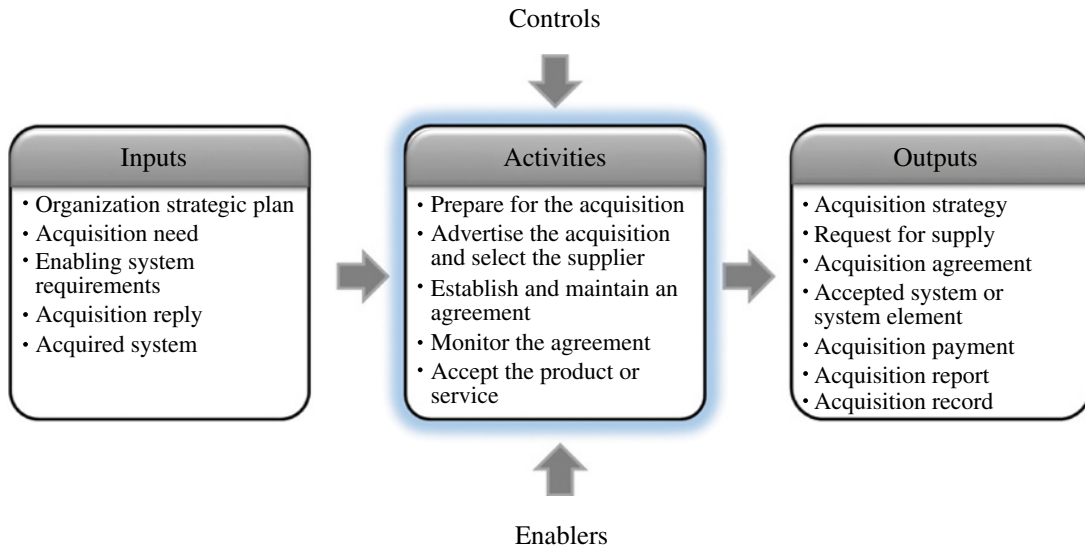 Controls
Inputs
• Organization strategic plan
• Acquisition need
• Enabling system
requirements
• Acquisition reply
• Acquired system
Activities
• Prepare for the acquisition
• Advertise the acquisition
and select the supplier
• Establish and maintain an
agreement
• Monitor the agreement
• Accept the product or
service
Outputs
• Acquisition strategy
• Request for supply
• Acquisition agreement
• Accepted system or
system element
• Acquisition payment
• Acquisition report
• Acquisition record
Enablers